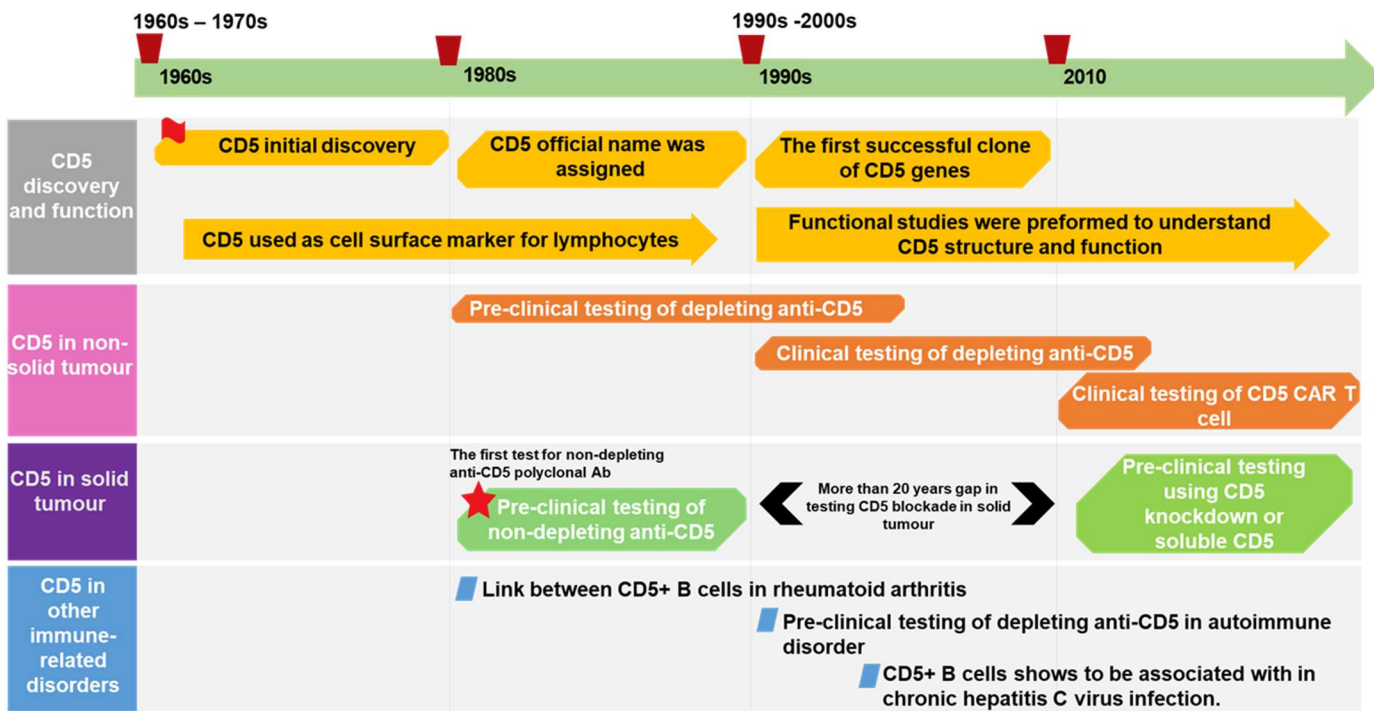 1960s – 1970s
1990s -2000s
1960s
1980s
1990s
2010
CD5
discovery
and function
CD5 initial discovery
CD5 official name was
assigned
The first successful clone
of CD5 genes
CD5 used as cell surface marker for lymphocytes
Functional studies were preformed to understand
CD5 structure and function
CD5 in non-
solid tumour
Pre-clinical testing of depleting anti-CD5
Clinical testing of depleting anti-CD5
Clinical testing of CD5 CAR T
cell
CD5 in solid
tumour
The first test for non-depleting
anti-CD5 polyclonal Ab
Pre-clinical testing of
non-depleting anti-CD5
More than 20 years gap in
testing CD5 blockade in solid
tumour
Pre-clinical testing
using CD5
knockdown or
soluble CD5
CD5 in
other
immune-
related
disorders
Link between CD5+ B cells in rheumatoid arthritis
Pre-clinical testing of depleting anti-CD5 in autoimmune
disorder
CD5+ B cells shows to be associated with in
chronic hepatitis C virus infection.